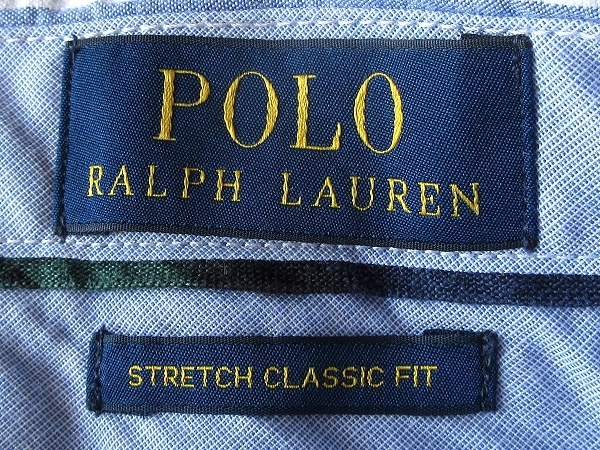 POLO
RALPH LAUREN
STRETCH CLASSIC FIT